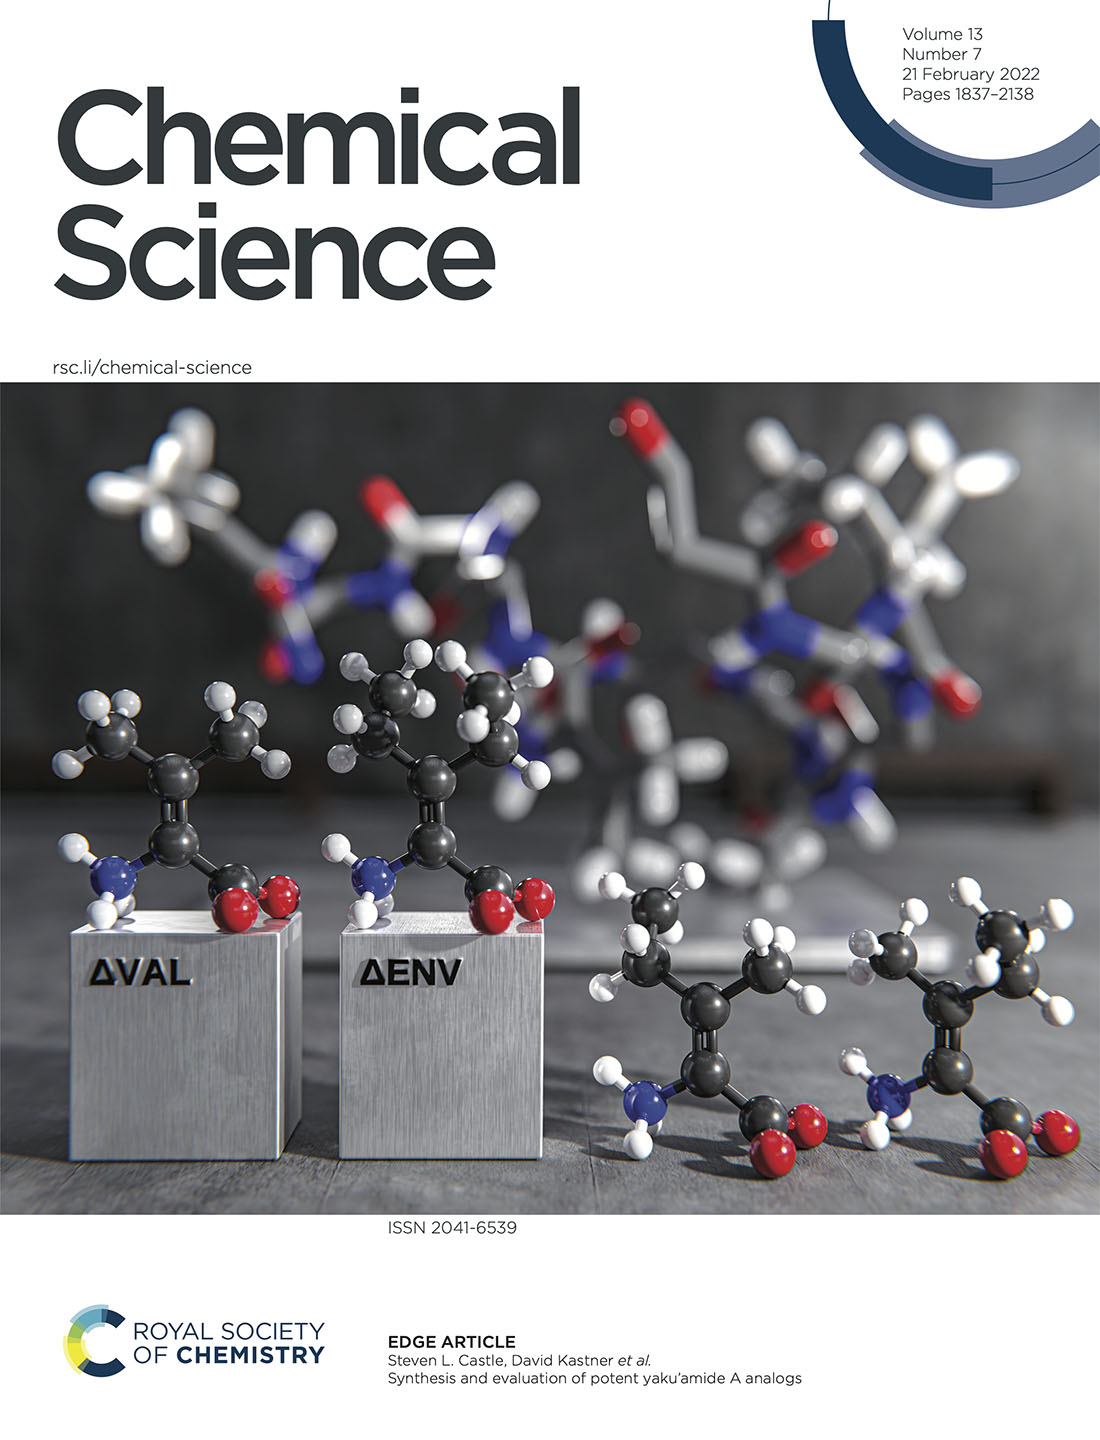 Volume 13
Number 7
21 February 2022
Pages 1837–2138
Chemical
Science
rsc.li/chemical-science
ΔVAL
ΔENV
ISSN 2041-6539
ROYAL SOCIETY
OF CHEMISTRY
EDGE ARTICLE
Steven L. Castle, David Kastner et al.
Synthesis and evaluation of potent yaku’amide A analogs